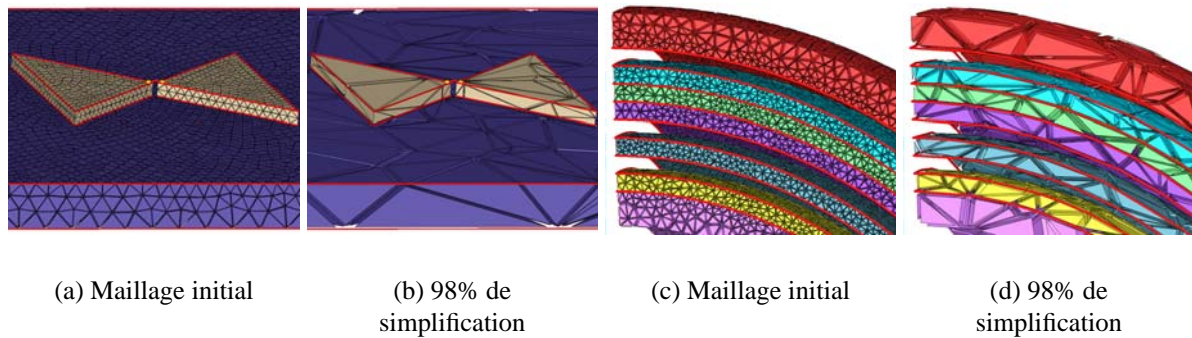 (a) Maillage initial
(b) 98% de
simplification
(c) Maillage initial
(d) 98% de
simplification